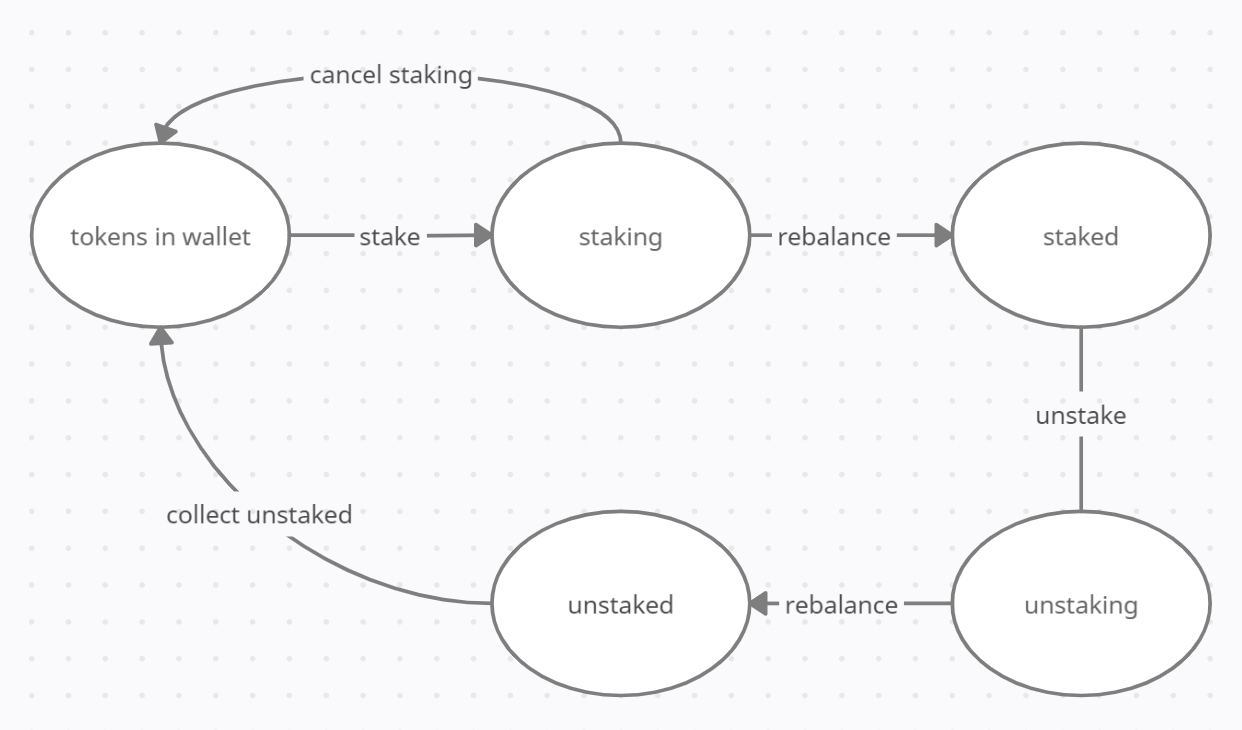 cancel staking
tokens in wallet
stake
staking
rebalance
staked
unstake
collect unstaked
unstaked
rebalance
unstaking